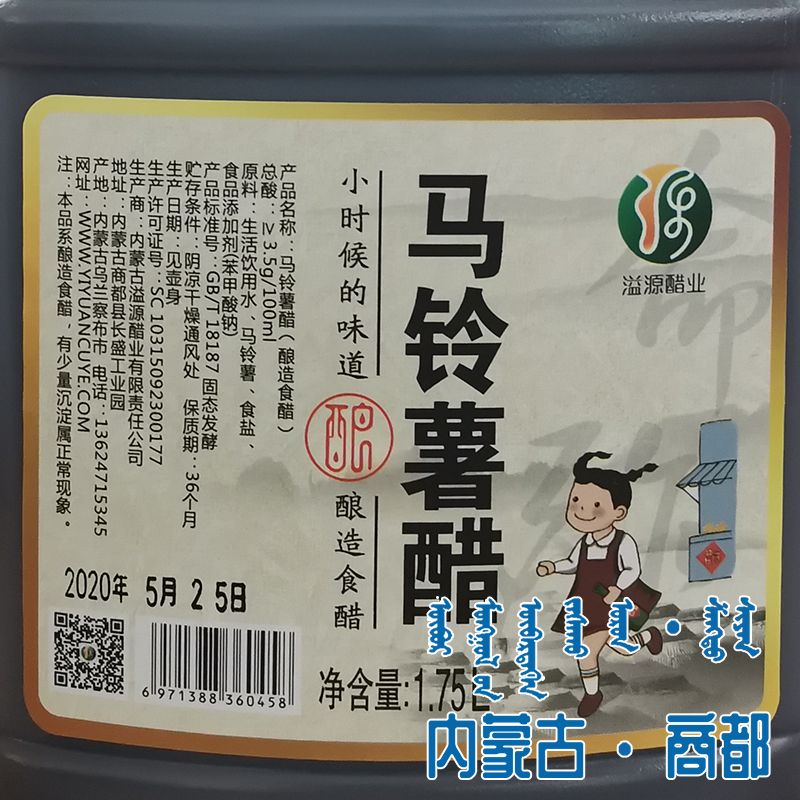 溢源醋业
马铃薯醋
小时候的味道
酿
酿造食醋
产品名称：马铃薯醋（酿造食醋）
总酸：≥3.5g/100ml
原料：生活饮用水、马铃薯、食盐、
食品添加剂(苯甲酸钠)
产品标准号：GB/T 18187 固态发酵
贮存条件：阴凉干燥通风处 保质期：36个月
生产日期：见壶身
生产许可证号：SC 10315092300177
生产商：内蒙古溢源醋业有限责任公司
地址：内蒙古商都县长盛工业园
产地：内蒙古乌兰察布市 电话：13624715345
网址：WWW.YIYUANCUYE.COM
注：本品系酿造食醋，有少量沉淀属正常现象。
2020年 5月 2 5日
6 971388 360458
净含量:1.75L
内蒙古·商都